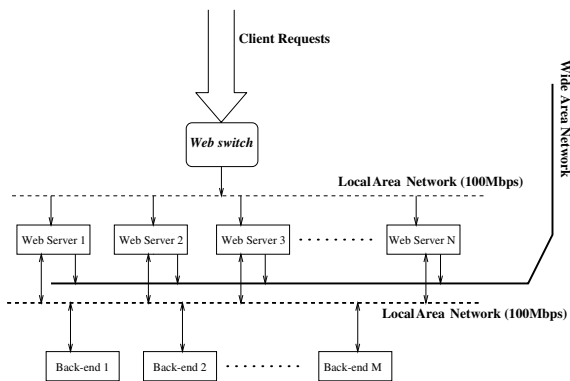 Client Requests
Wide Area Network
Web switch
Local Area Network (100Mbps)
Web Server 1
Web Server 2
Web Server 3
Web Server N
Local Area Network (100Mbps)
Back-end 1
Back-end 2
Back-end M